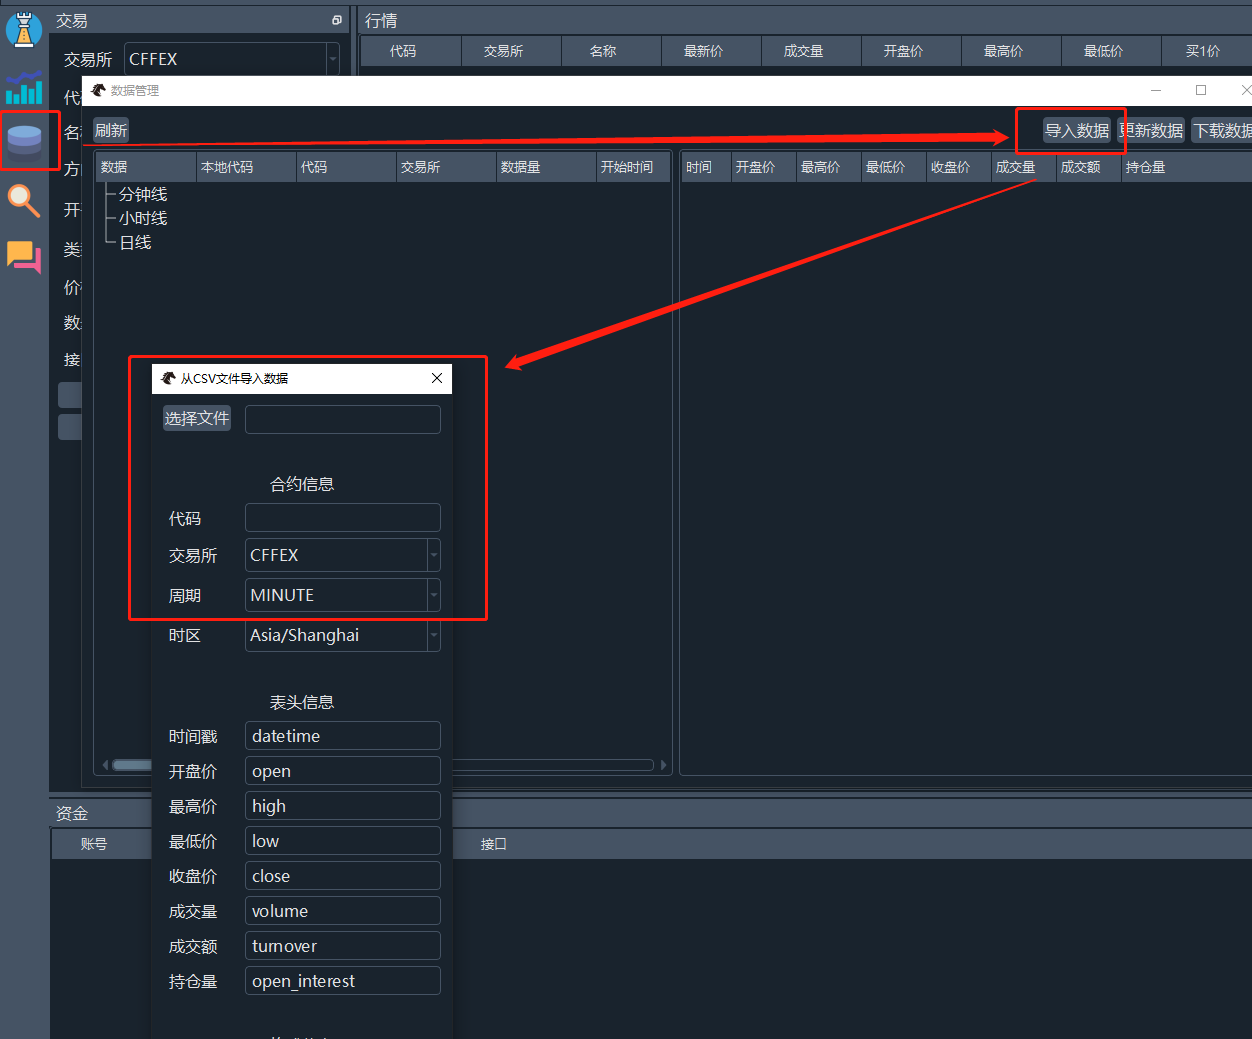 交易
行情
交易所 CFFEX
代码 交易所 名称 最新价 成交量 开盘价 最高价 最低价 买1价
数据管理
刷新
导入数据 更新数据 下载数据
数据 本地代码 代码 交易所 数据量 开始时间
时间 开盘价 最高价 最低价 收盘价 成交量 成交额 持仓量
分钟线
小时线
日线
方
开
类
价
数
接
从CSV文件导入数据
选择文件
合约信息
代码
交易所 CFFEX
周期 MINUTE
时区 Asia/Shanghai
表头信息
时间戳 datetime
开盘价 open
最高价 high
最低价 low
收盘价 close
成交量 volume
成交额 turnover
持仓量 open_interest
资金
账号 接口